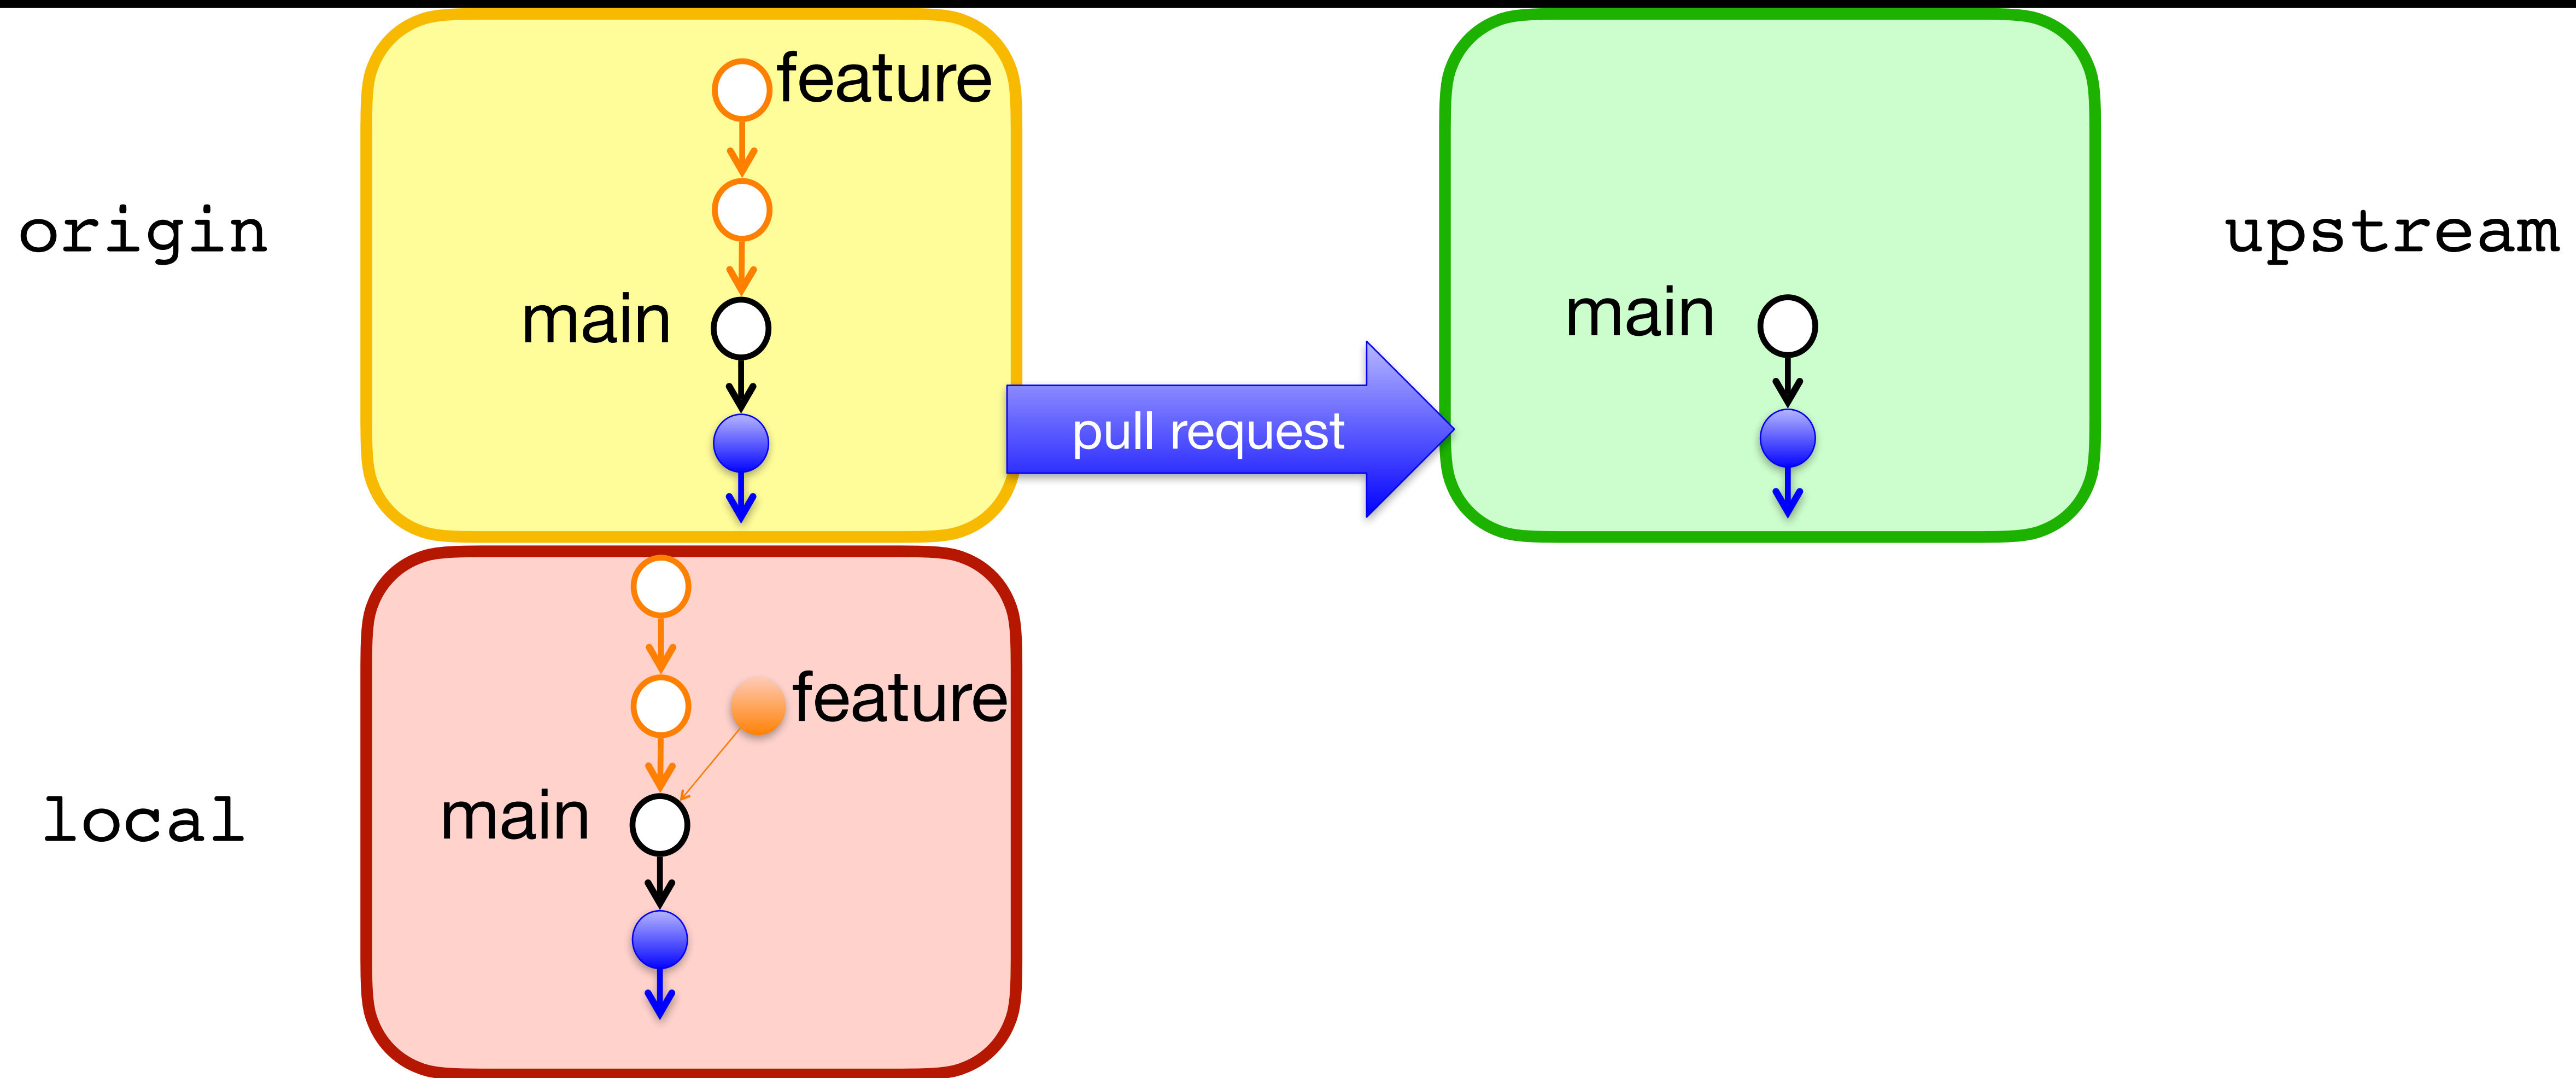 feature
origin
main
pull request
main
upstream
feature
main
local